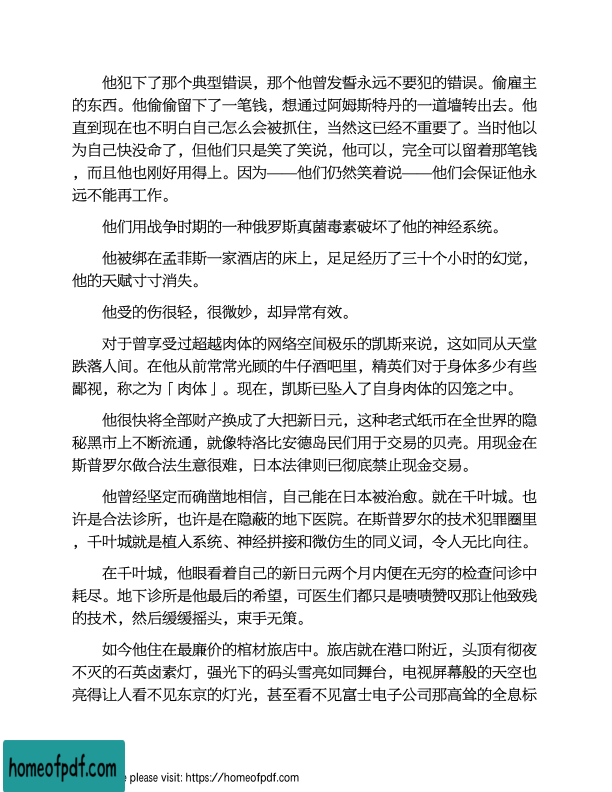 他犯下了那个典型错误，那个他曾发誓永远不要犯的错误。偷雇主
的东西。他偷偷留下了一笔钱，想通过阿姆斯特丹的一道墙转出去。他
直到现在也不明白自己怎么会被抓住，当然这已经不重要了。当时他以
为自己快没命了，但他们只是笑了笑说，他可以，完全可以留着那笔钱
，而且他也刚好用得上。因为——他们仍然笑着说——他们会保证他永
远不能再工作。
他们用战争时期的一种俄罗斯真菌毒素破坏了他的神经系统。
他被绑在孟菲斯一家酒店的床上，足足经历了三十个小时的幻觉，
他的天赋寸寸消失。
他受的伤很轻，很微妙，却异常有效。
对于曾享受过超越肉体的网络空间极乐的凯斯来说，这如同从天堂
跌落人间。在他从前常常光顾的牛仔酒吧里，精英们对于身体多少有些
鄙视，称之为「肉体」。现在，凯斯已坠入了自身肉体的囚笼之中。
他很快将全部财产换成了大把新日元，这种老式纸币在全世界的隐
秘黑市上不断流通，就像特洛比安德岛民们用于交易的贝壳。用现金在
斯普罗尔做合法生意很难，日本法律则已彻底禁止现金交易。
他曾经坚定而确凿地相信，自己能在日本被治愈。就在千叶城。也
许是合法诊所，也许是在隐蔽的地下医院。在斯普罗尔的技术犯罪圈里
，千叶城就是植入系统、神经拼接和微仿生的同义词，令人无比向往。
在千叶城，他眼看着自己的新日元两个月内便在无穷的检查问诊中
耗尽。地下诊所是他最后的希望，可医生们都只是啧啧赞叹那让他致残
的技术，然后缓缓摇头，束手无策。
如今他住在最廉价的棺材旅店中。旅店就在港口附近，头顶有彻夜
不灭的石英卤素灯，强光下的码头雪亮如同舞台，电视屏幕般的天空也
亮得让人看不见东京的灯光，甚至看不见富士电子公司那高耸的全息标
homeofpdf.com
e please visit: https://homeofpdf.com